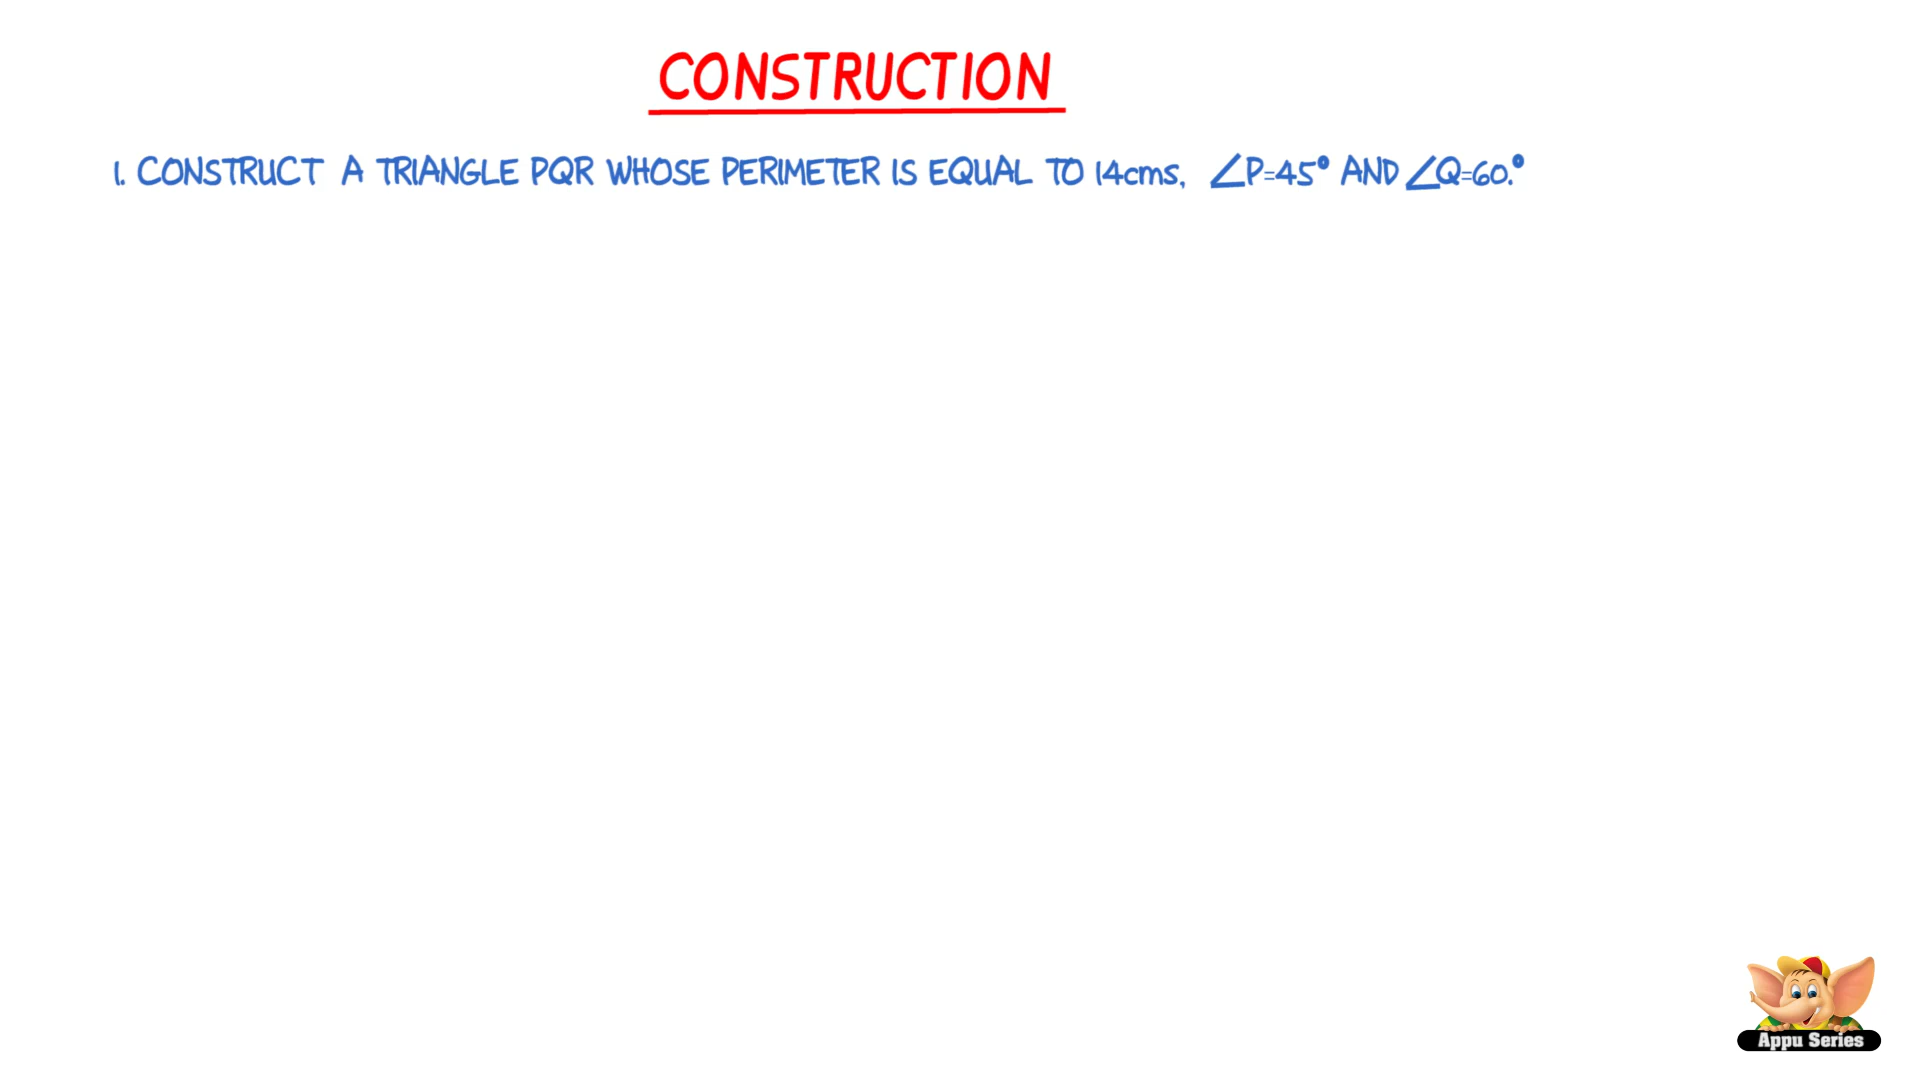 CONSTRUCTION
1. CONSTRUCT A TRIANGLE PQR WHOSE PERIMETER IS EQUAL TO 14cms, ∠P=45° AND ∠Q=60.°
Appu Series